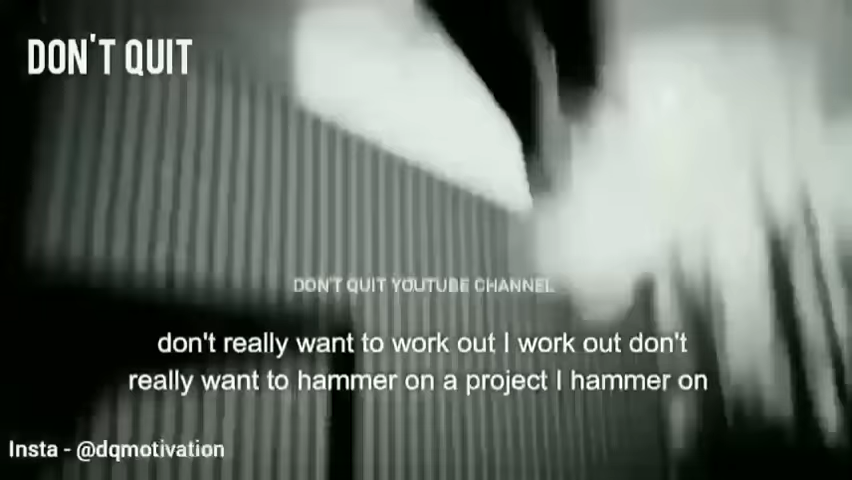 DON'T QUIT
DON'T QUIT YOUTUBE CHANNEL
don't really want to work out I work out don't
really want to hammer on a project I hammer on
Insta - @dqmotivation